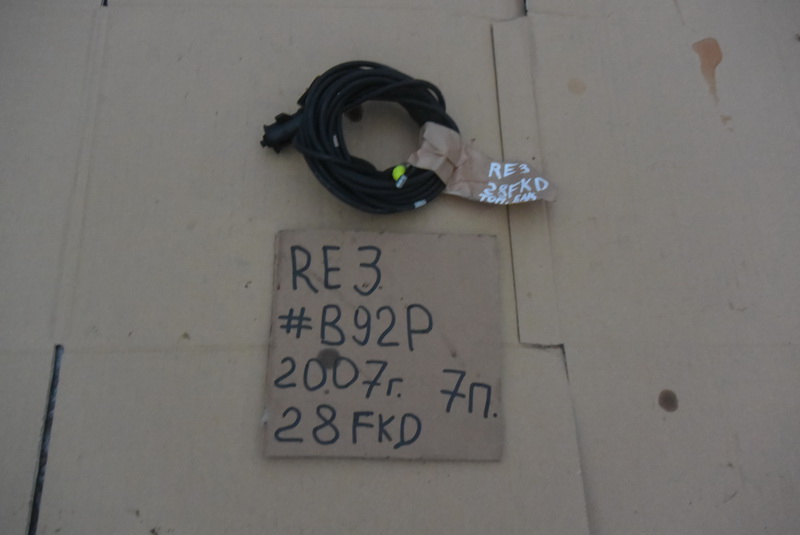 RE3
28FKD
RE3
#B92P
2007г. 7п.
28FKD